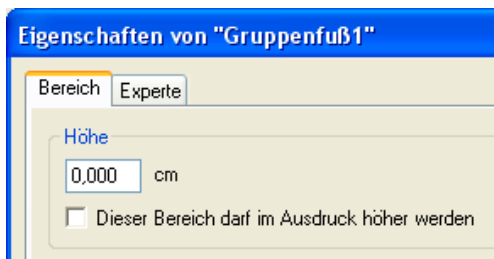 Eigenschaften von "Gruppenfuß1"
Bereich Experte
Höhe
0,000 cm
Dieser Bereich darf im Ausdruck höher werden